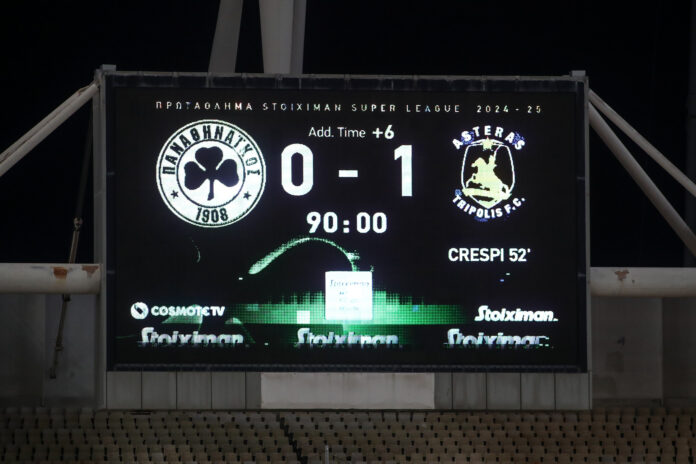 ΠΡΩΤΑΘΛΗΜΑ STOIXIMAN SUPER LEAGUE 2024 - 25
Add. Time +6
ΠΑΝΑΘΗΝΑΪΚΟΣ
1908
0 - 1
ASTERAS
TRIPOLIS F.C.
90:00
CRESPI 52'
Stoiximan
COSMOTE TV
Stoiximan
Stoiximan
Stoiximan
Stoiximan